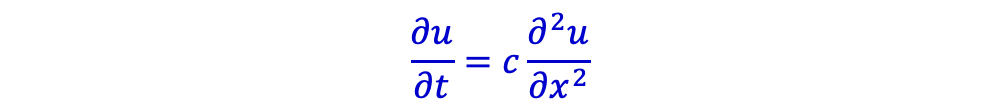 ∂u/∂t = c ∂²u/∂x²